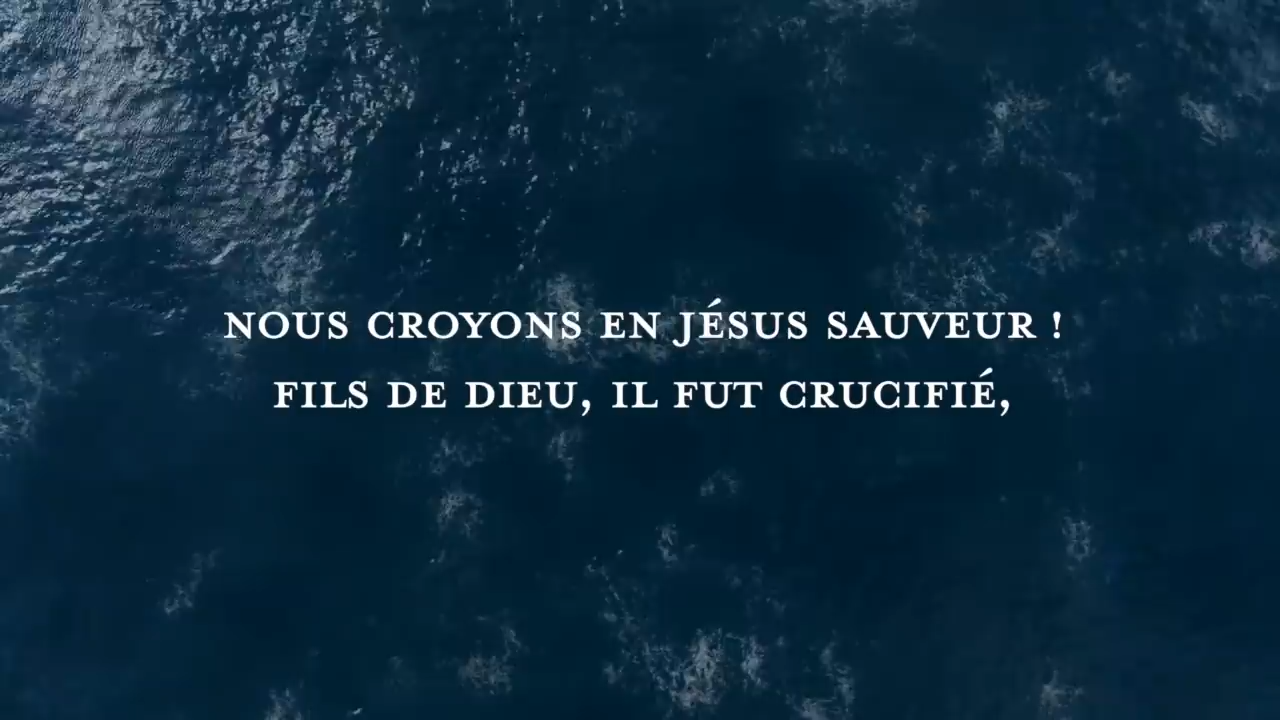 NOUS CROYONS EN JÉSUS SAUVEUR !
FILS DE DIEU, IL FUT CRUCIFIÉ,